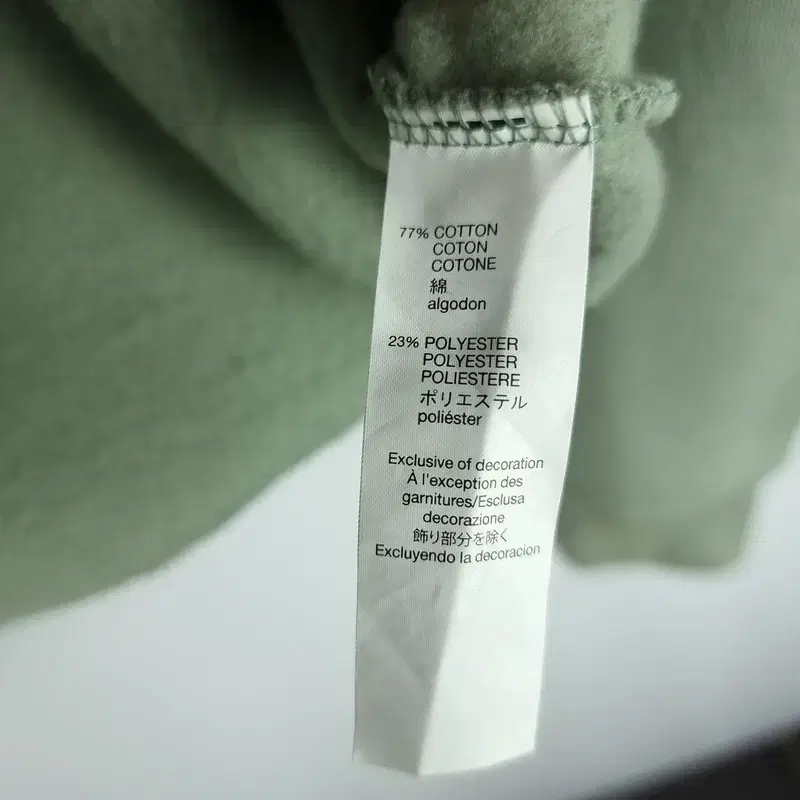 77% COTTON
COTON
COTONE
綿
algodon
23% POLYESTER
POLYESTER
POLIESTERE
ポリエステル
poliéster
Exclusive of decoration
À l'exception des
garnitures/Esclusa
decorazione
飾り部分を除く
Excluyendo la decoracion